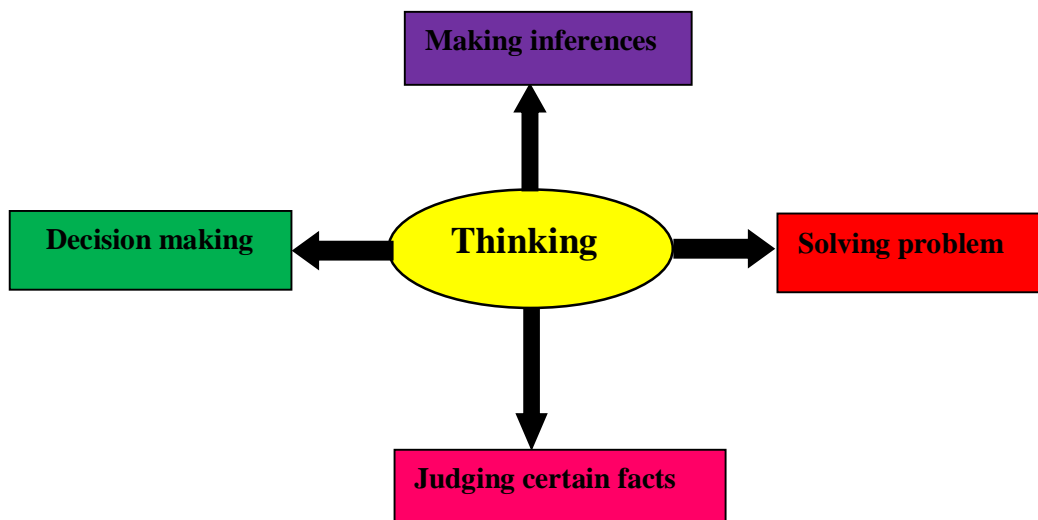 Making inferences
Decision making
Thinking
Solving problem
Judging certain facts